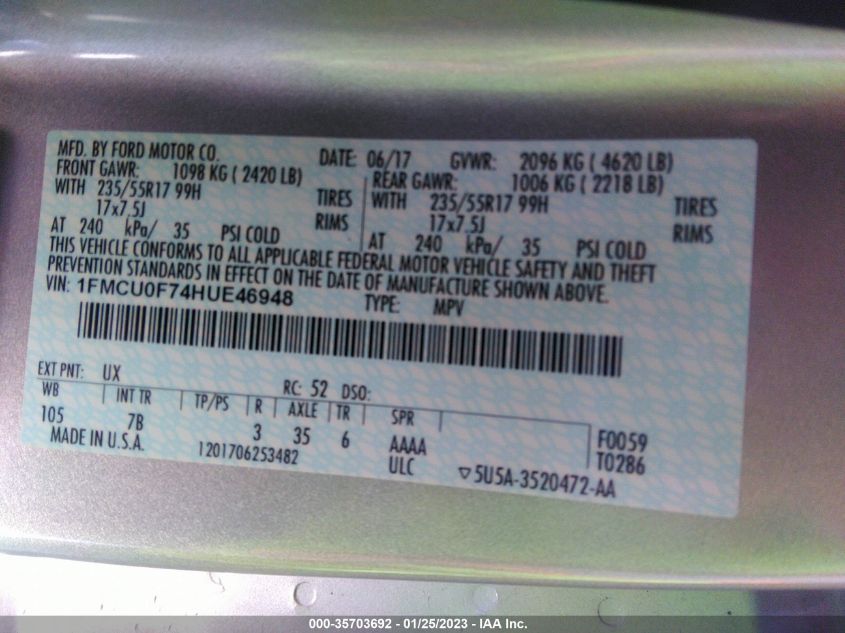 MFD. BY FORD MOTOR CO. DATE: 06/17 GVWR: 2096 KG ( 4620 LB)
FRONT GAWR: 1098 KG ( 2420 LB) REAR GAWR: 1006 KG ( 2218 LB)
WITH 235/55R17 99H TIRES WITH 235/55R17 99H TIRES
17x7.5J RIMS 17x7.5J RIMS
AT 240 kPa/ 35 PSI COLD AT 240 kPa/ 35 PSI COLD
THIS VEHICLE CONFORMS TO ALL APPLICABLE FEDERAL MOTOR VEHICLE SAFETY AND THEFT
PREVENTION STANDARDS IN EFFECT ON THE DATE OF MANUFACTURE SHOWN ABOVE.
VIN: 1FMCU0F74HUE46948 TYPE: MPV
EXT PNT: UX RC: 52 DSO:
WB INT TR TP/PS R AXLE TR SPR
105 7B 3 35 6 AAAA F0059
MADE IN U.S.A. 1201706253482 ULC T0286
▽5U5A-3520472-AA
000-35703692 - 01/25/2023 - IAA Inc.